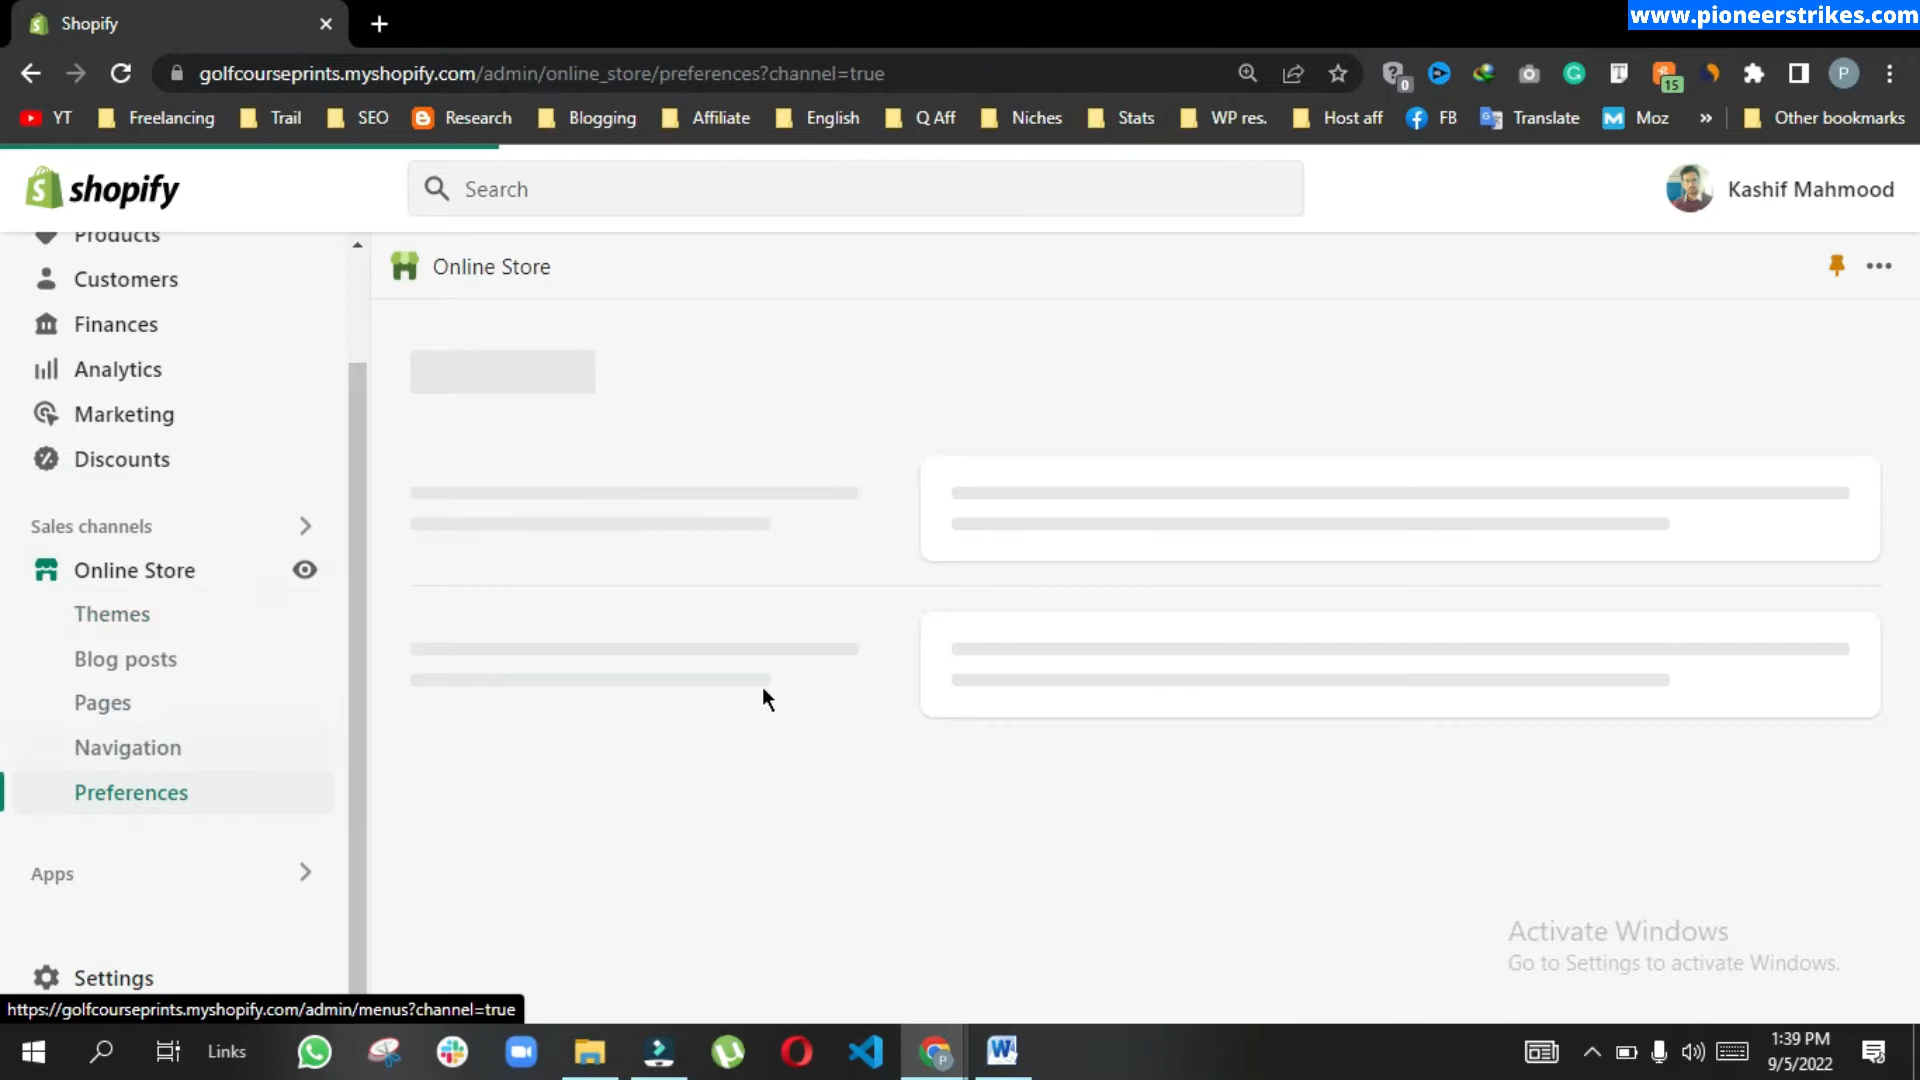 www.pioneerstrikes.com
Shopify
golfcourseprints.myshopify.com/admin/online_store/preferences?channel=true
0
15
P
YT
Freelancing
Trail
SEO
Research
Blogging
Affiliate
English
Q Aff
Niches
Stats
WP res.
Host aff
FB
Translate
Moz
»
Other bookmarks
shopify
Search
Kashif Mahmood
Products
Customers
Finances
Analytics
Marketing
Discounts
Sales channels
Online Store
Themes
Blog posts
Pages
Navigation
Preferences
Apps
Settings
Online Store
Activate Windows
Go to Settings to activate Windows.
https://golfcourseprints.myshopify.com/admin/menus?channel=true
Links
1:39 PM
9/5/2022